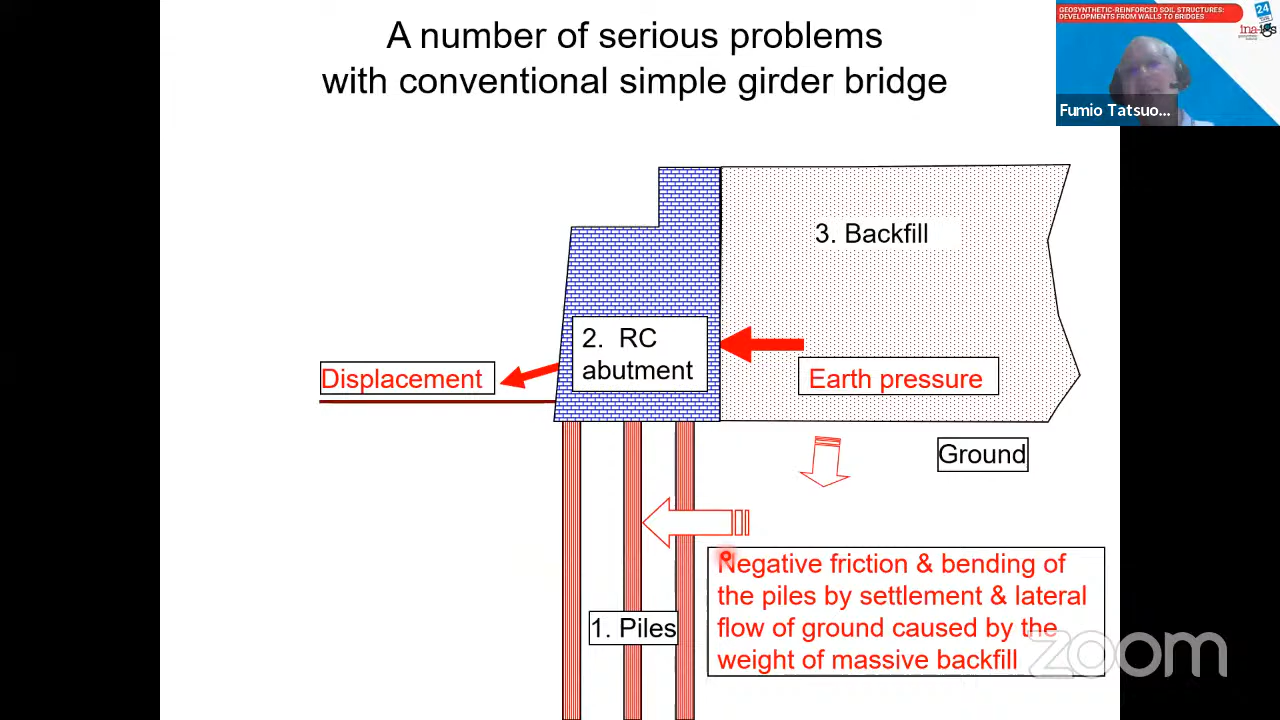 A number of serious problems
with conventional simple girder bridge
GEOSYNTHETIC-REINFORCED SOIL STRUCTURES:
DEVELOPMENTS FROM WALLS TO BRIDGES
24
Fumio Tatsuo...
3. Backfill
2. RC
abutment
Displacement
Earth pressure
Ground
Negative friction & bending of
the piles by settlement & lateral
flow of ground caused by the
weight of massive backfill
1. Piles
zoom